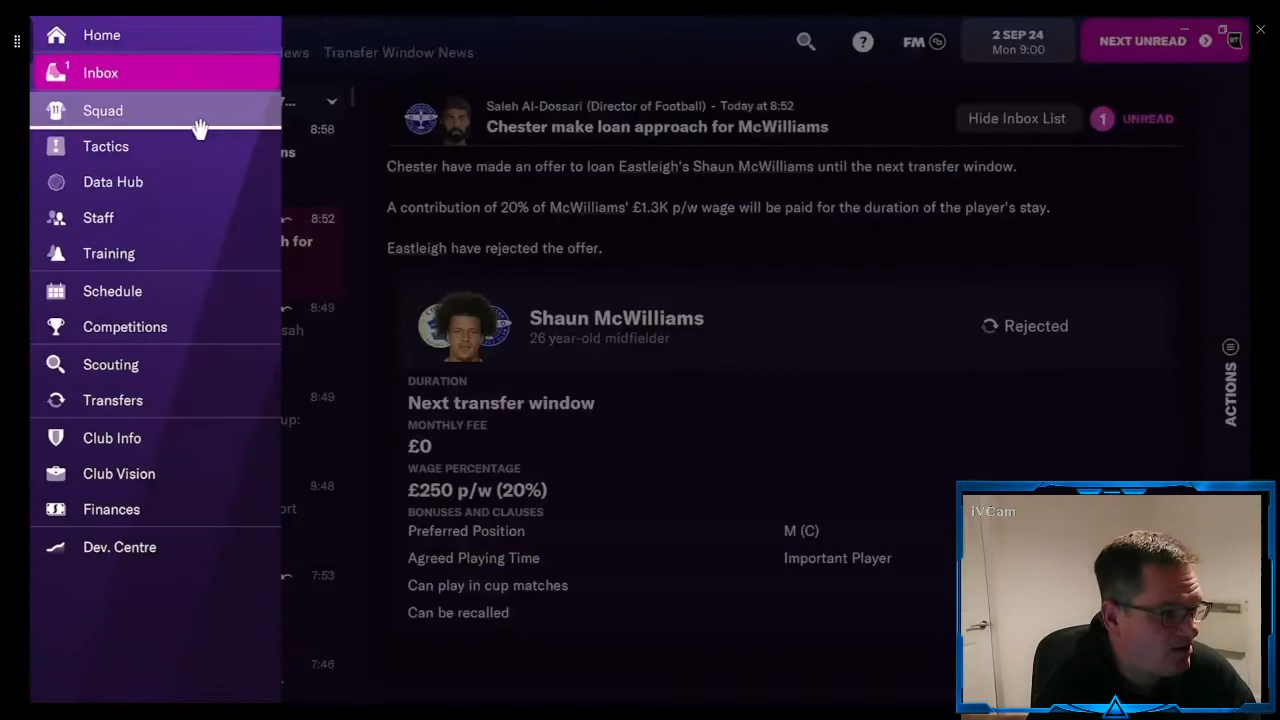 Home
Inbox
1
Squad
11
Tactics
Data Hub
Staff
Training
Schedule
Competitions
Scouting
Transfers
Club Info
Club Vision
Finances
Dev. Centre
Transfer Window News
?
FM
2 SEP 24
Mon 9:00
NEXT UNREAD
7...
8:58
8:52
h for
8:49
sah
8:49
up:
8:48
ort
7:53
7:46
Saleh Al-Dossari (Director of Football) - Today at 8:52
Chester make loan approach for McWilliams
Hide Inbox List
1 UNREAD
Chester have made an offer to loan Eastleigh's Shaun McWilliams until the next transfer window.
A contribution of 20% of McWilliams' £1.3K p/w wage will be paid for the duration of the player's stay.
Eastleigh have rejected the offer.
Shaun McWilliams
26 year-old midfielder
Rejected
DURATION
Next transfer window
MONTHLY FEE
£0
WAGE PERCENTAGE
£250 p/w (20%)
BONUSES AND CLAUSES
Preferred Position M (C)
Agreed Playing Time Important Player
Can play in cup matches
Can be recalled
ACTIONS
iVCam